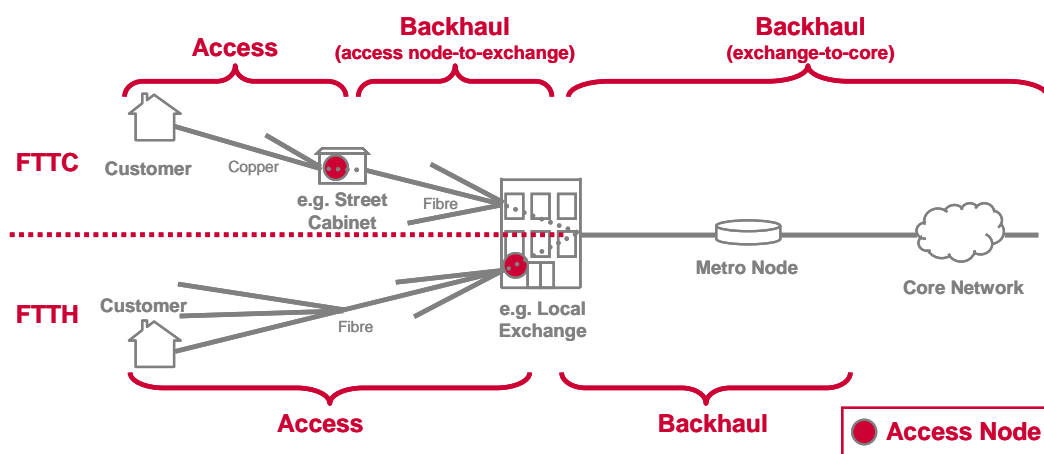 Access
Backhaul
(access node-to-exchange)
Backhaul
(exchange-to-core)
FTTC
Customer
Copper
e.g. Street
Cabinet
Fibre
Metro Node
Core Network
FTTH
Customer
Fibre
e.g. Local
Exchange
Access
Backhaul
Access Node